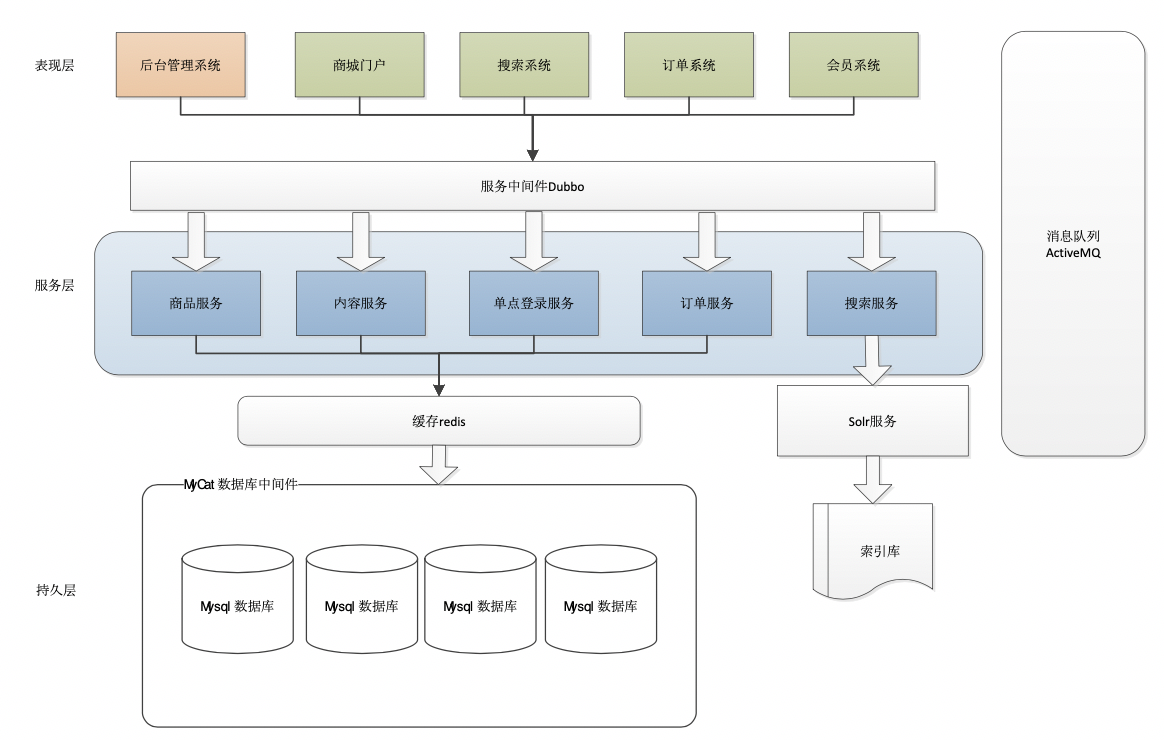 表现层
后台管理系统
商城门户
搜索系统
订单系统
会员系统
服务中间件Dubbo
消息队列
ActiveMQ
服务层
商品服务
内容服务
单点登录服务
订单服务
搜索服务
缓存redis
Solr服务
MyCat 数据库中间件
索引库
持久层
Mysql 数据库
Mysql 数据库
Mysql 数据库
Mysql 数据库